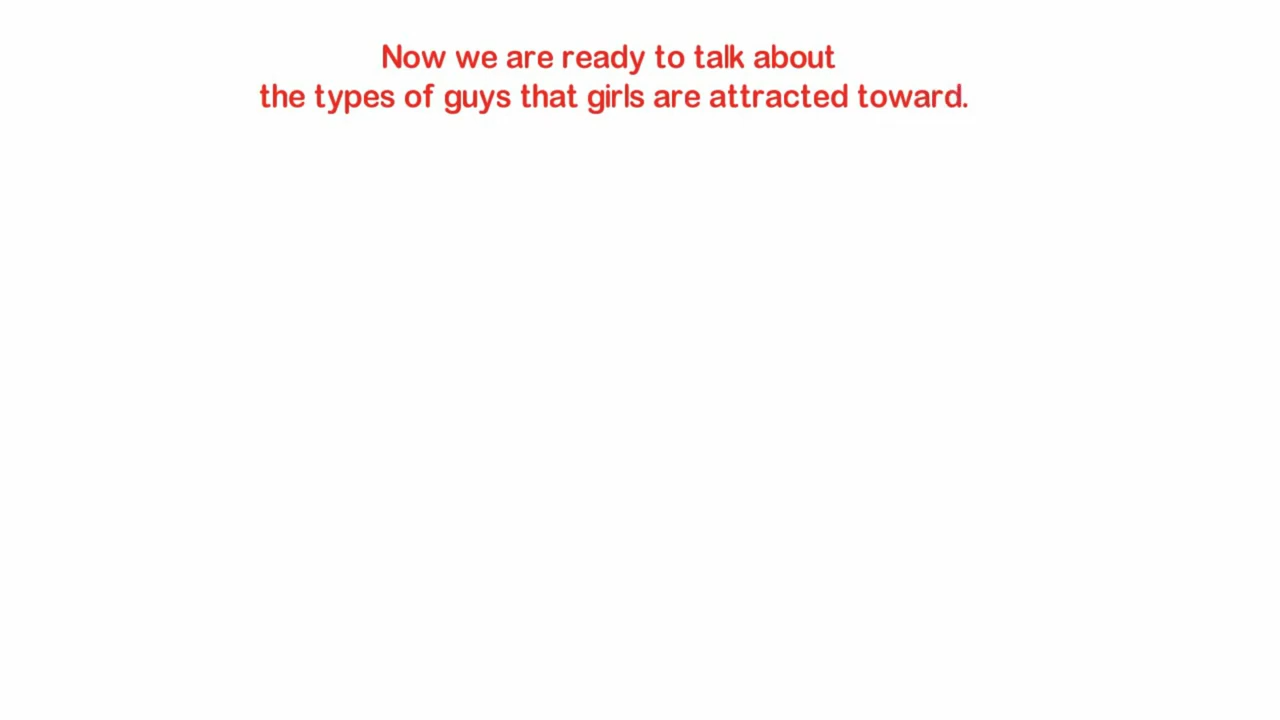 Now we are ready to talk about
the types of guys that girls are attracted toward.